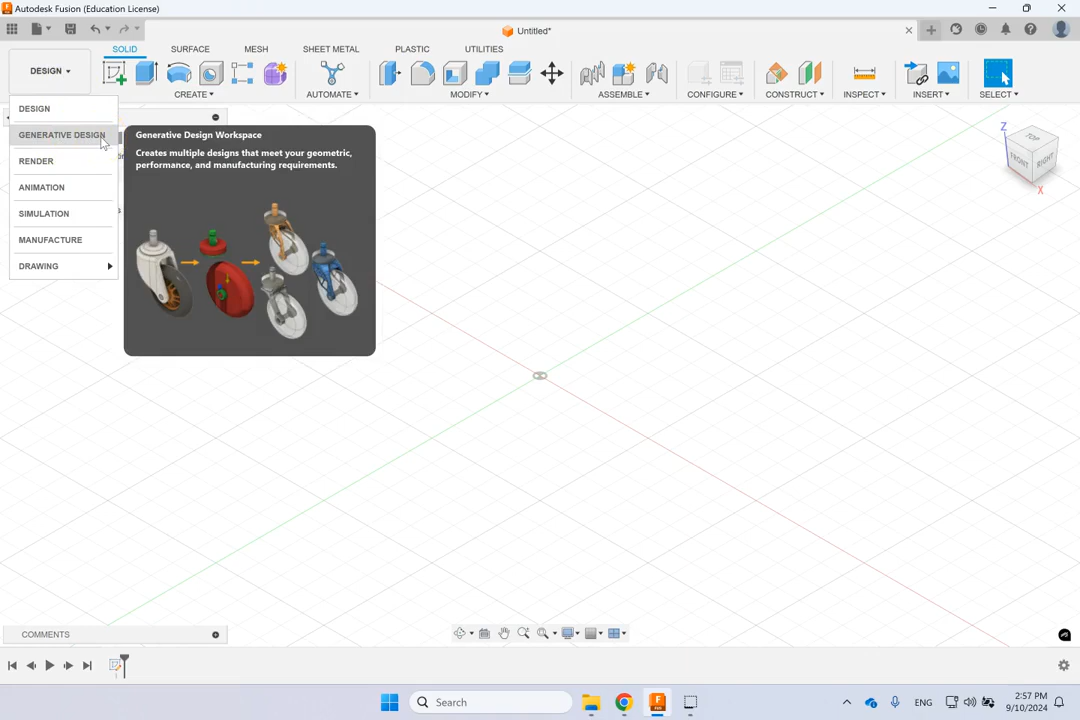 Autodesk Fusion (Education License)
Untitled*
SOLID SURFACE MESH SHEET METAL PLASTIC UTILITIES
DESIGN
CREATE AUTOMATE MODIFY ASSEMBLE CONFIGURE CONSTRUCT INSPECT INSERT SELECT
DESIGN
GENERATIVE DESIGN
RENDER
ANIMATION
SIMULATION
MANUFACTURE
DRAWING
Generative Design Workspace
Creates multiple designs that meet your geometric,
performance, and manufacturing requirements.
Z
TOP
FRONT
RIGHT
X
COMMENTS
Search
ENG
2:57 PM
9/10/2024